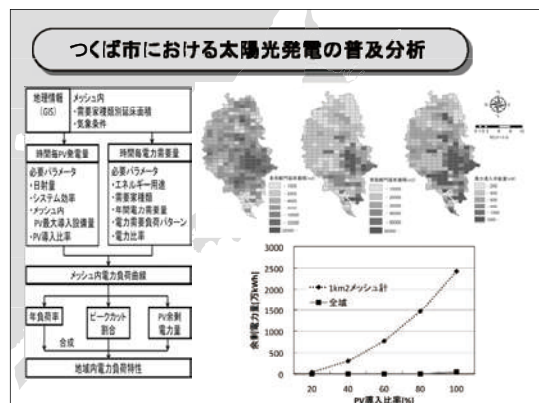 つくば市における太陽光発電の普及分析
地理情報
(GIS)
メッシュ内
・需要家種類別延床面積
・気象条件
時間毎PV発電量
必要パラメータ
・日射量
・システム効率
・メッシュ内
PV最大導入設備量
・PV導入比率
時間毎電力需要量
必要パラメータ
・エネルギー用途
・需要家種類
・年間電力需要量
・電力需要負荷パターン
・電力比率
メッシュ内電力負荷曲線
年負荷率
ピークカット
割合
PV余剰
電力量
合成
地域内電力負荷特性
余剰電力量[万kWh]
3000
2500
2000
1500
1000
500
0
1km2メッシュ計
全域
20
40
60
80
100
PV導入比率[%]